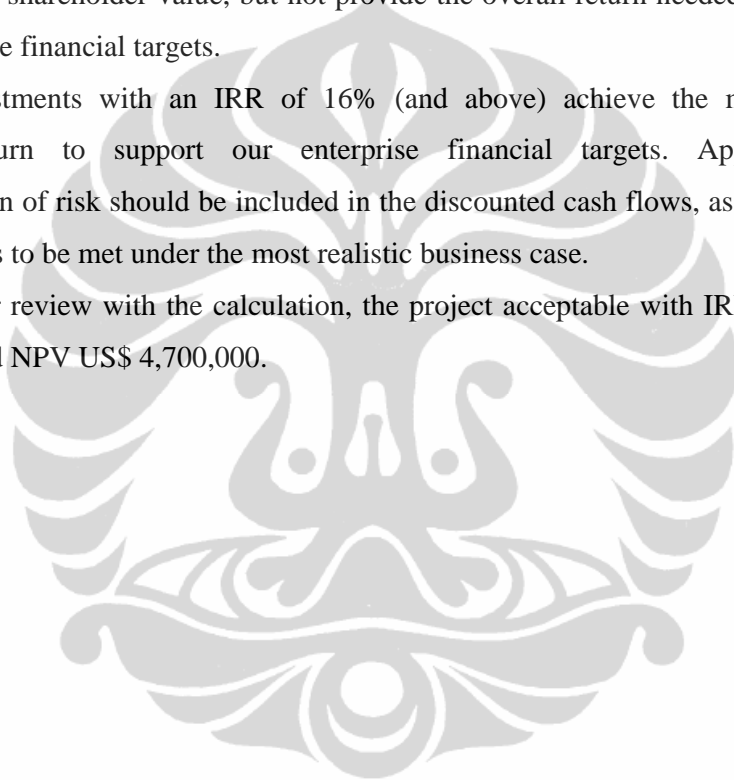 shareholder value, but not provide the overall return needed
e financial targets.
stments with an IRR of 16% (and above) achieve the
urn to support our enterprise financial targets. Ap
n of risk should be included in the discounted cash flows, as
s to be met under the most realistic business case.
review with the calculation, the project acceptable with IR
NPV US$ 4,700,000.